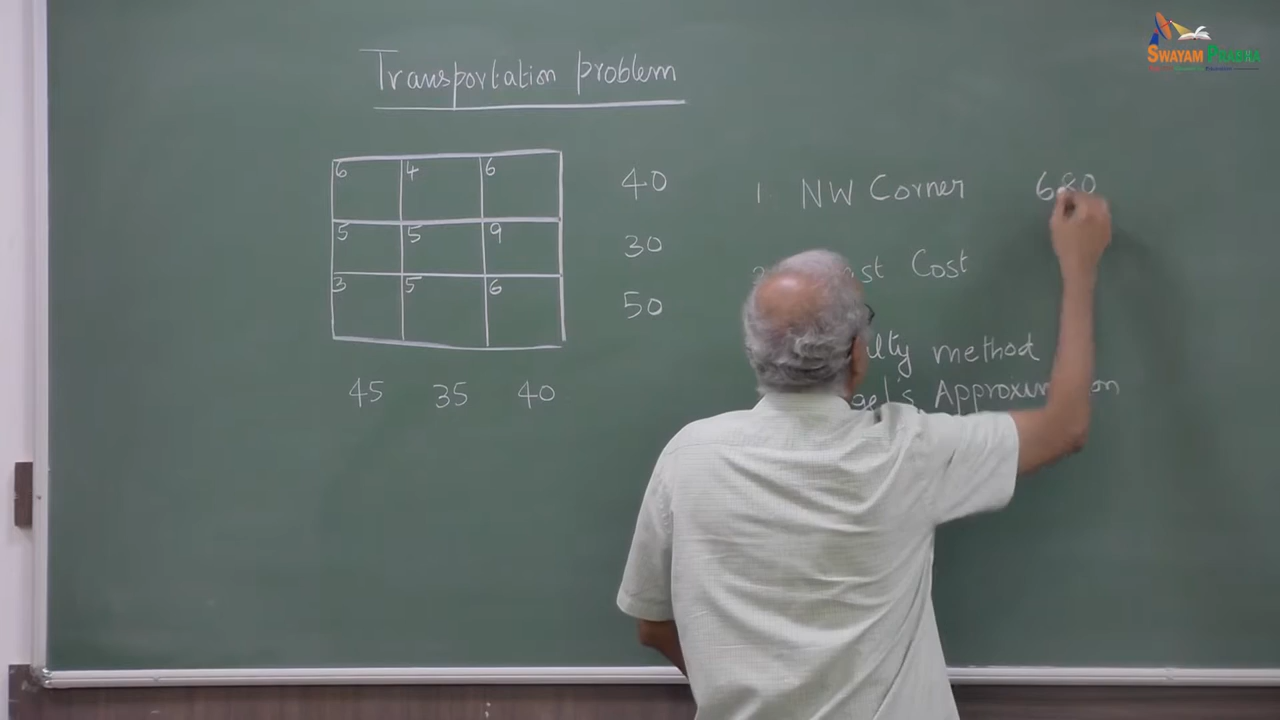 SWAYAM PRABHA
Transportation problem
6 4 6 40
5 5 9 30
3 5 6 50
45 35 40
1. NW Corner 680
Cost
method